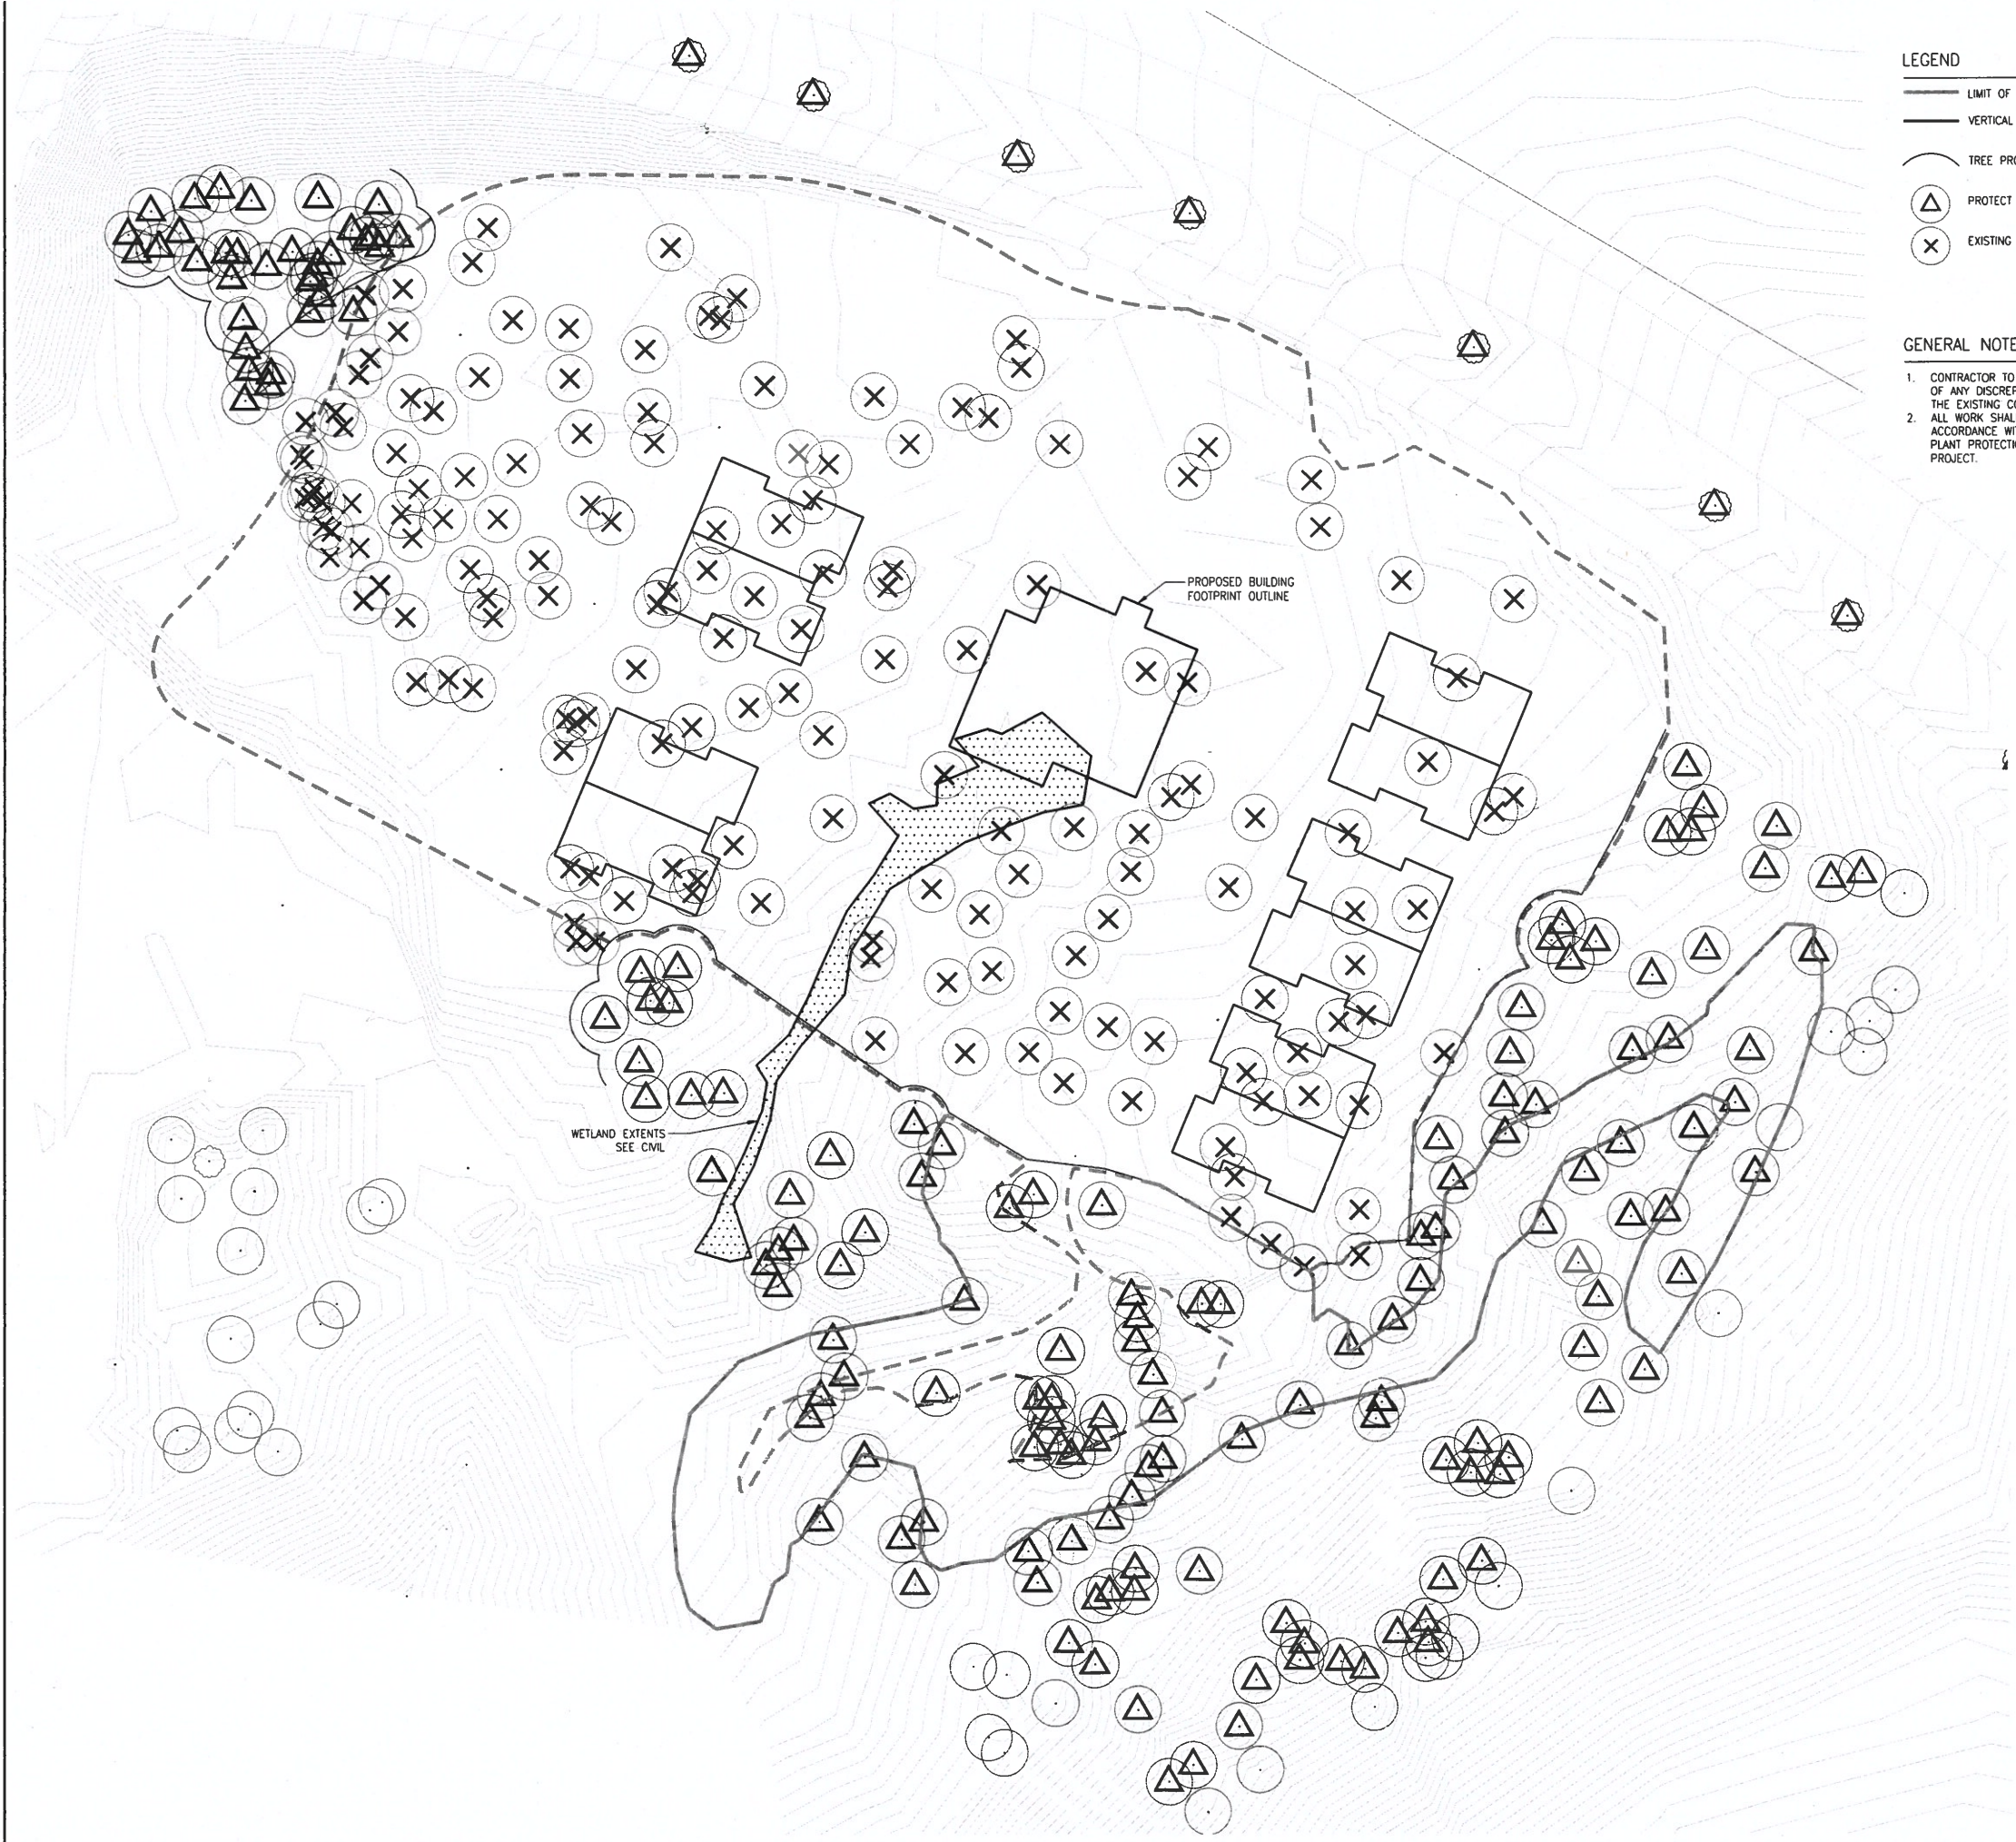 LEGEND
LIMIT OF
VERTICAL
TREE PRO
PROTECT
EXISTING
GENERAL NOTE
1. CONTRACTOR TO
OF ANY DISCREP
THE EXISTING CO
2. ALL WORK SHAL
ACCORDANCE WI
PLANT PROTECTI
PROJECT.
PROPOSED BUILDING
FOOTPRINT OUTLINE
WETLAND EXTENTS
SEE CIVIL